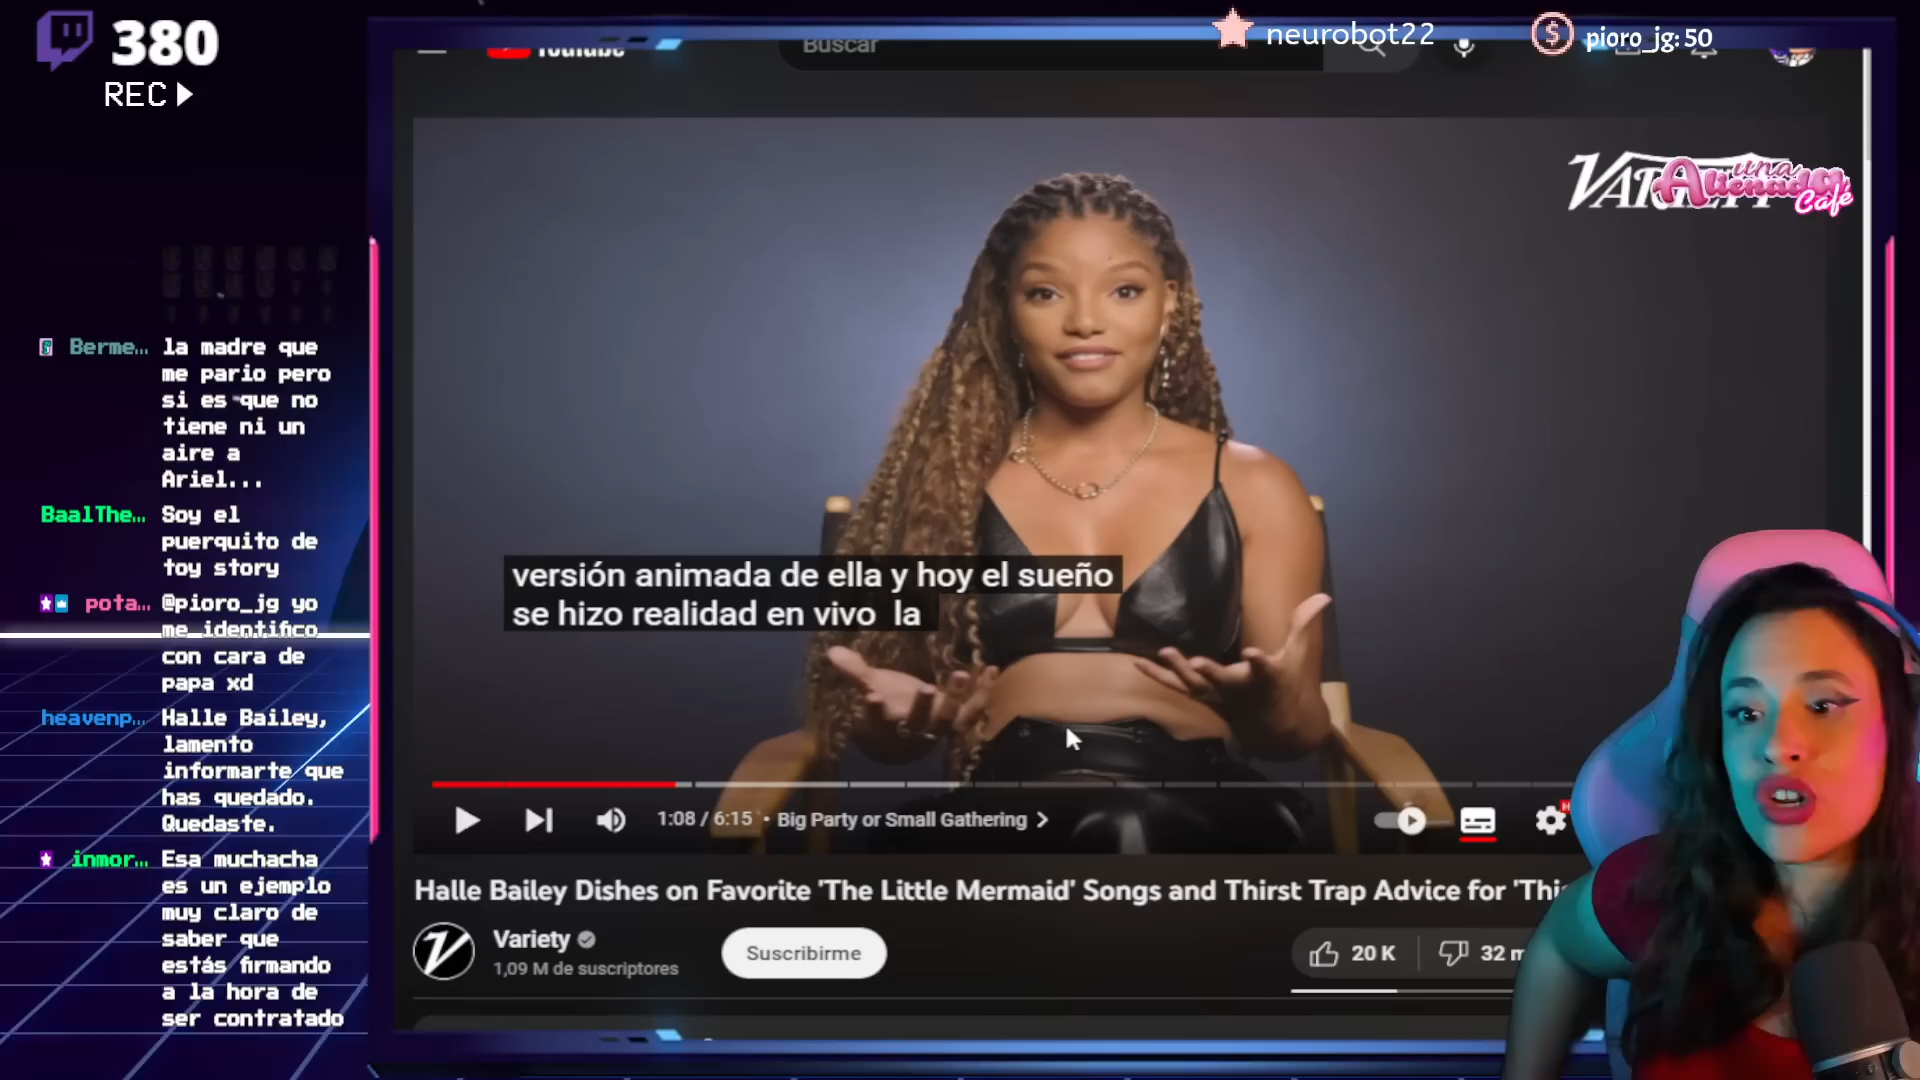 380
REC
neurobot22
pioro_jg: 50
YouTube
Buscar
VARIETY
una
Alienada
Café
Berme...
la madre que
me pario pero
si es que no
tiene ni un
aire a
Ariel...
BaalThe...
Soy el
puerquito de
toy story
pota...
@pioro_jg yo
me identifico
con cara de
papa xd
heavenp...
Halle Bailey,
lamento
informarte que
has quedado.
Quedaste.
inmor...
Esa muchacha
es un ejemplo
muy claro de
saber que
estás firmando
a la hora de
ser contratado
versión animada de ella y hoy el sueño
se hizo realidad en vivo la
1:08 / 6:15 • Big Party or Small Gathering
Halle Bailey Dishes on Favorite 'The Little Mermaid' Songs and Thirst Trap Advice for 'This
Variety
1,09 M de suscriptores
Suscribirme
20 K
32 m